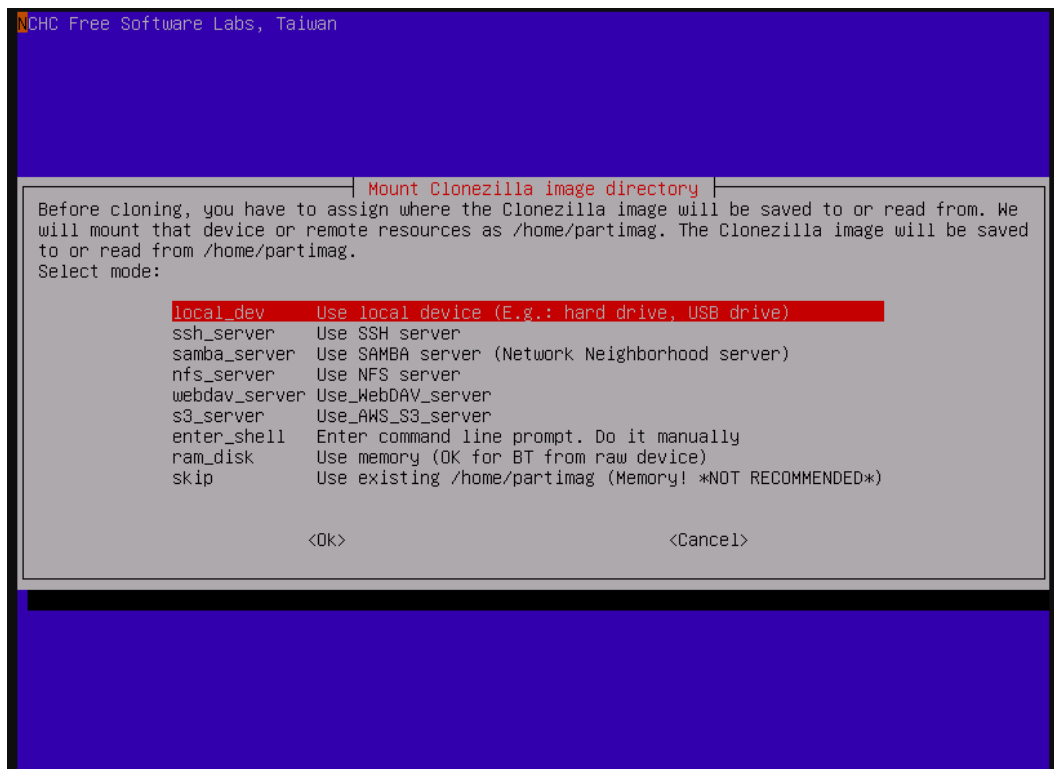 NCHC Free Software Labs, Taiwan
Mount Clonezilla image directory
Before cloning, you have to assign where the Clonezilla image will be saved to or read from. We
will mount that device or remote resources as /home/partimag. The Clonezilla image will be saved
to or read from /home/partimag.
Select mode:
local_dev Use local device (E.g.: hard drive, USB drive)
ssh_server Use SSH server
samba_server Use SAMBA server (Network Neighborhood server)
nfs_server Use NFS server
webdav_server Use_WebDAV_server
s3_server Use_AWS_S3_server
enter_shell Enter command line prompt. Do it manually
ram_disk Use memory (OK for BT from raw device)
skip Use existing /home/partimag (Memory! *NOT RECOMMENDED*)
<Ok> <Cancel>